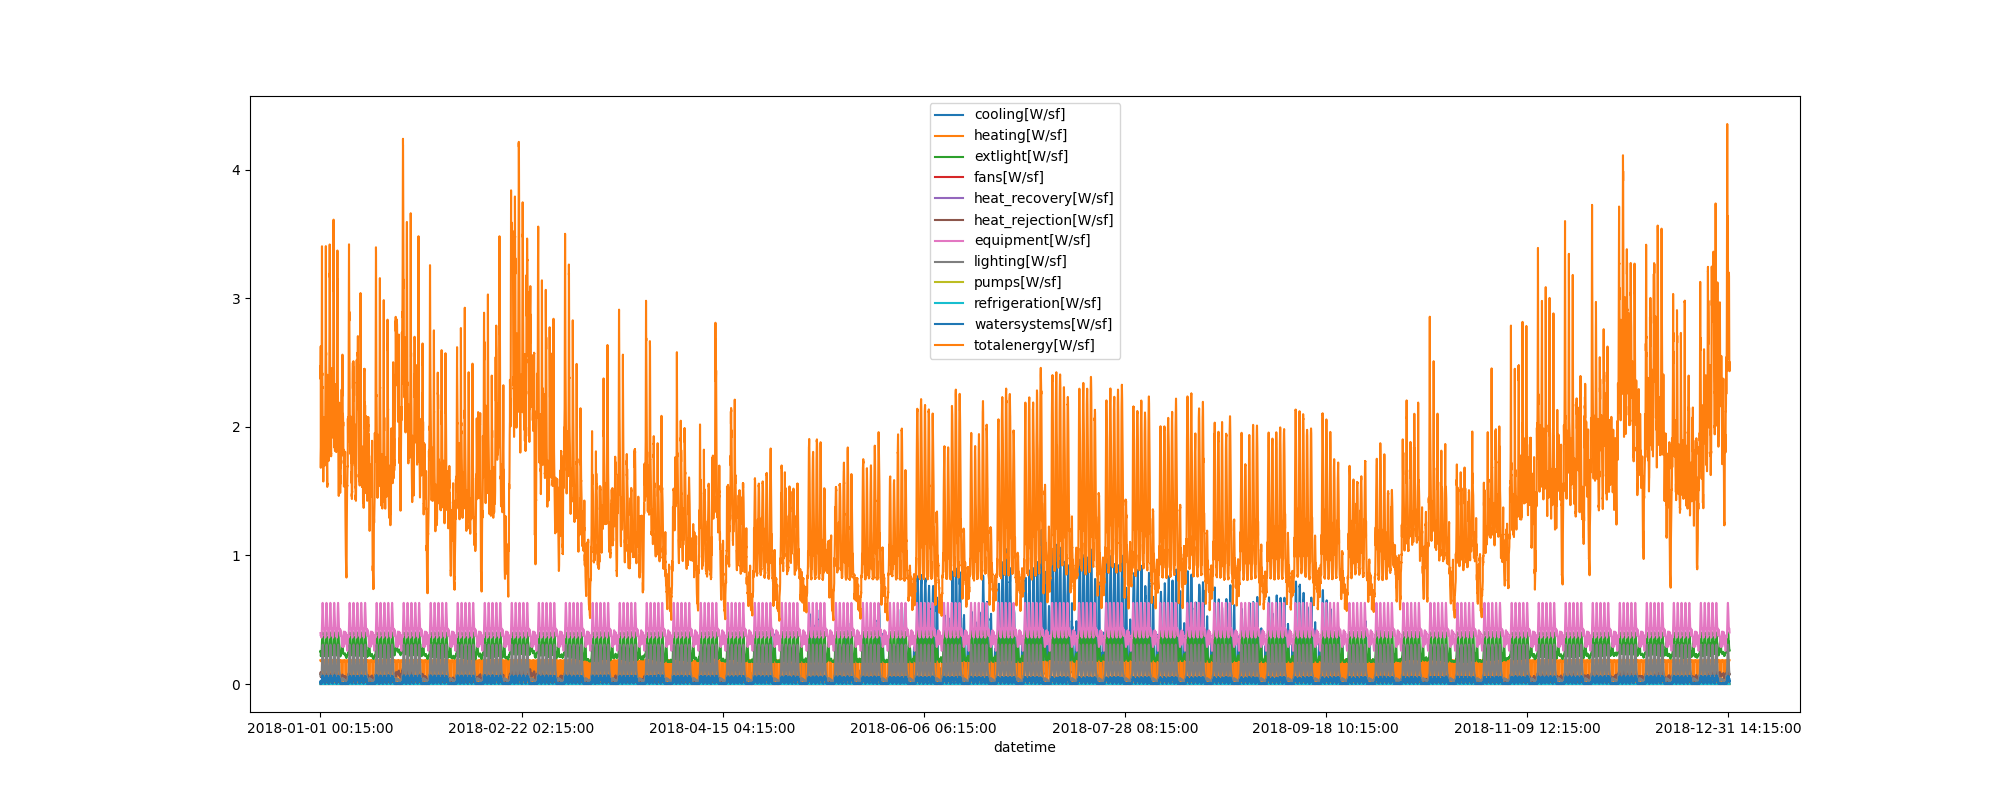 cooling[W/sf]
heating[W/sf]
extlight[W/sf]
fans[W/sf]
heat_recovery[W/sf]
heat_rejection[W/sf]
equipment[W/sf]
lighting[W/sf]
pumps[W/sf]
refrigeration[W/sf]
watersystems[W/sf]
totalenergy[W/sf]
4
3
2
1
0
2018-01-01 00:15:00 2018-02-22 02:15:00 2018-04-15 04:15:00 2018-06-06 06:15:00 2018-07-28 08:15:00 2018-09-18 10:15:00 2018-11-09 12:15:00 2018-12-31 14:15:00
datetime